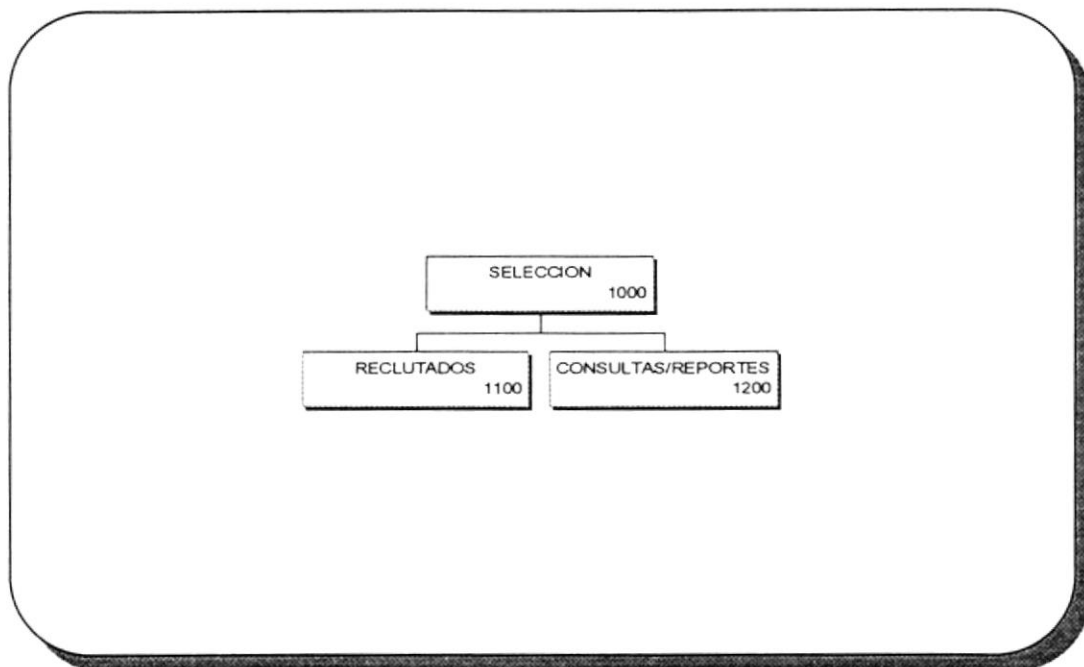 SELECCION
1000
RECLUTADOS
1100
CONSULTAS/REPORTES
1200